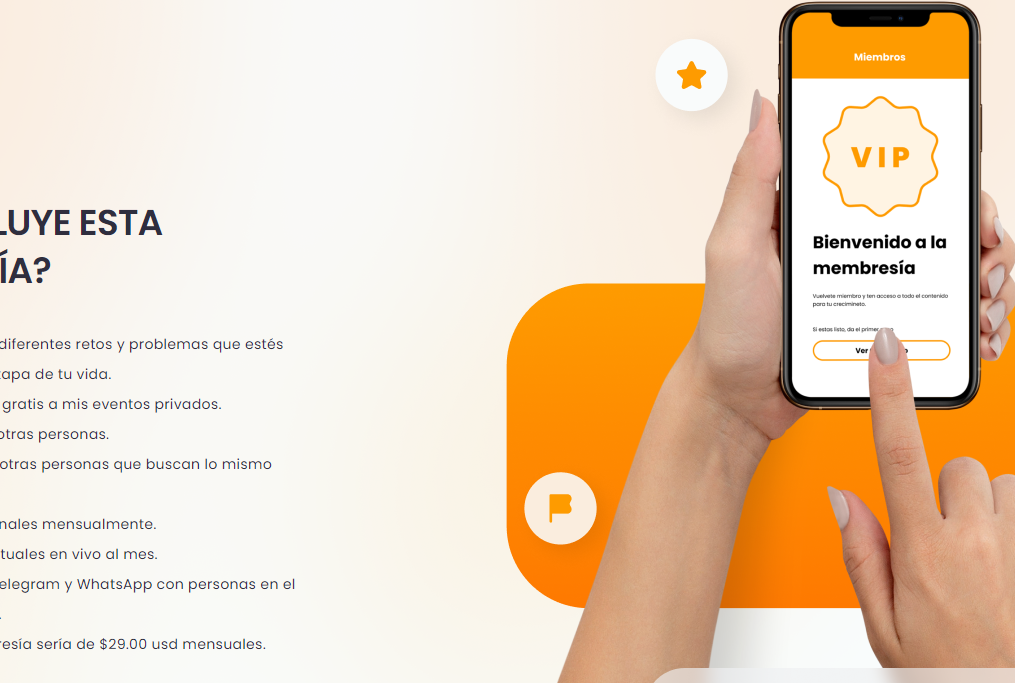 LUYE ESTA
ÍA?
diferentes retos y problemas que estés
tapa de tu vida.
gratis a mis eventos privados.
otras personas.
otras personas que buscan lo mismo
nales mensualmente.
tuales en vivo al mes.
elegram y WhatsApp con personas en el
.
resía sería de $29.00 usd mensuales.
Miembros
VIP
Bienvenido a la
membresía
Vuelvete miembro y ten acceso a todo el contenido
para tu crecimineto.
Si estas listo, da el primer
Ver